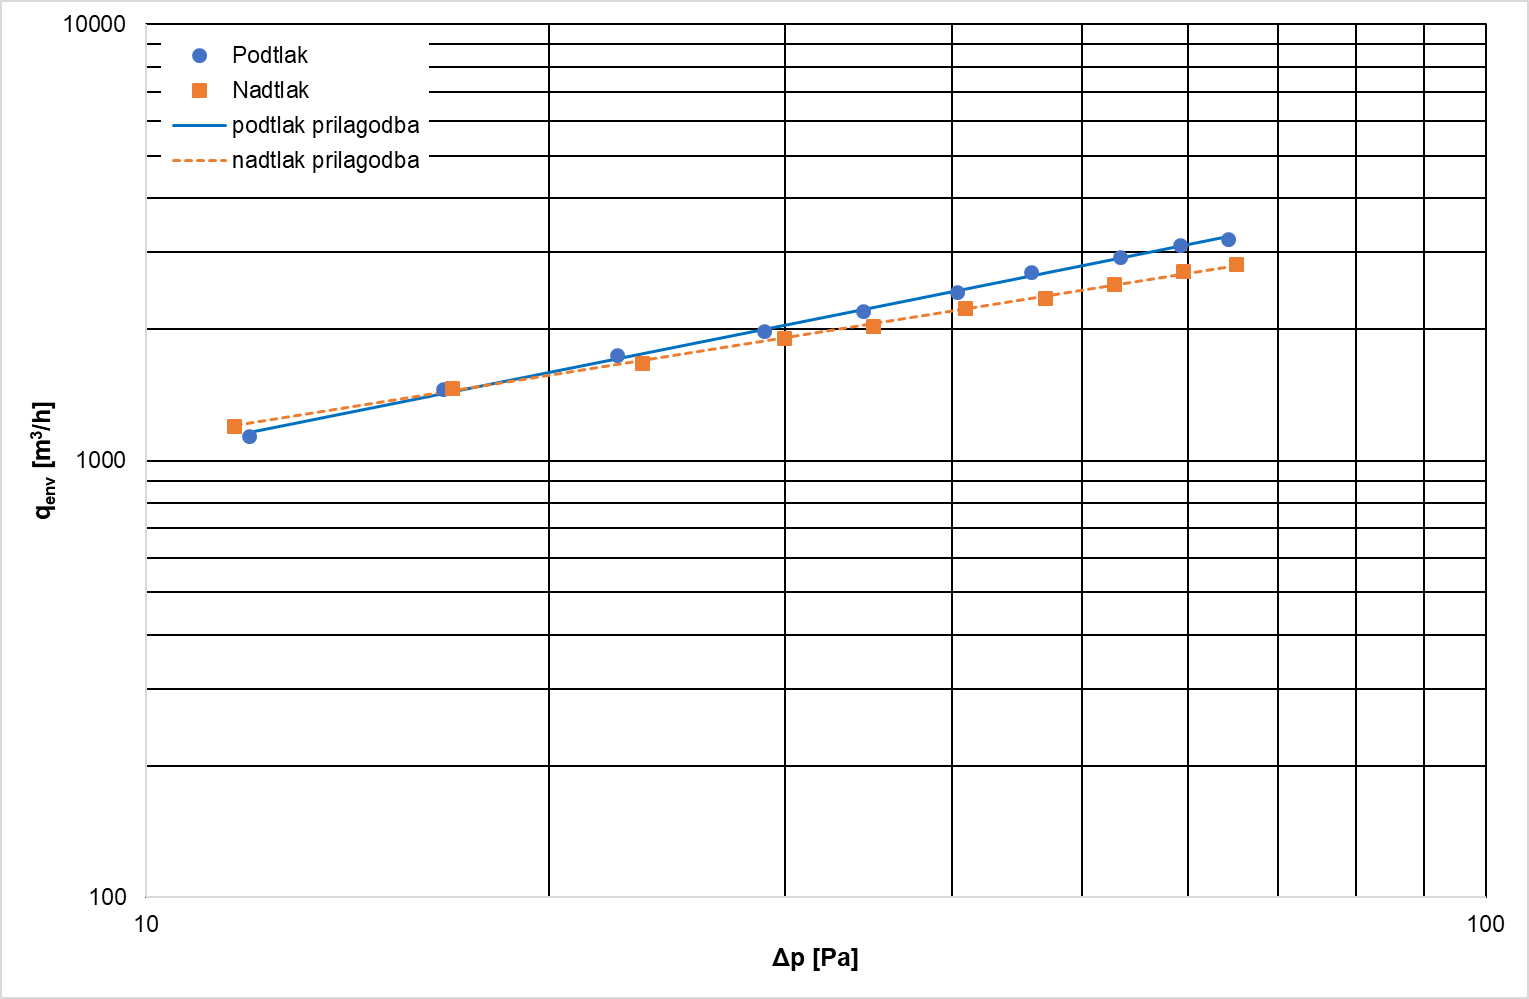 10000
Podtlak
Nadtlak
podtlak prilagodba
nadtlak prilagodba
qenv [m³/h]
1000
100
10
100
Δp [Pa]